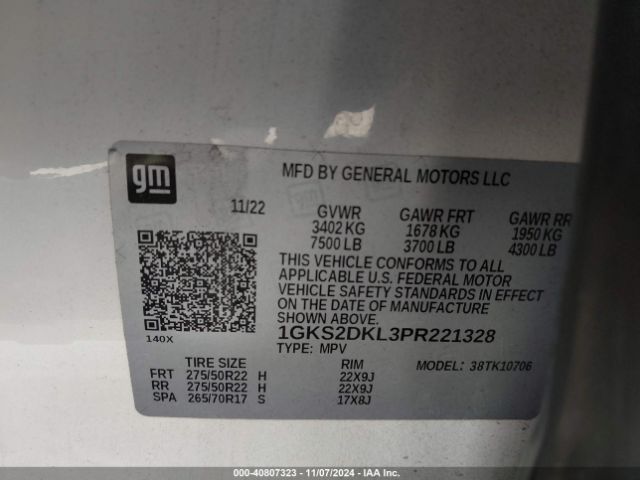 gm
MFD BY GENERAL MOTORS LLC
11/22
GVWR GAWR FRT GAWR RR
3402 KG 1678 KG 1950 KG
7500 LB 3700 LB 4300 LB
THIS VEHICLE CONFORMS TO ALL
APPLICABLE U.S. FEDERAL MOTOR
VEHICLE SAFETY STANDARDS IN EFFECT
ON THE DATE OF MANUFACTURE
SHOWN ABOVE.
1GKS2DKL3PR221328
140X
TYPE: MPV
MODEL: 38TK10706
TIRE SIZE RIM
FRT 275/50R22 H 22X9J
RR 275/50R22 H 22X9J
SPA 265/70R17 S 17X8J
000-40807323 — 11/07/2024 — IAA Inc.